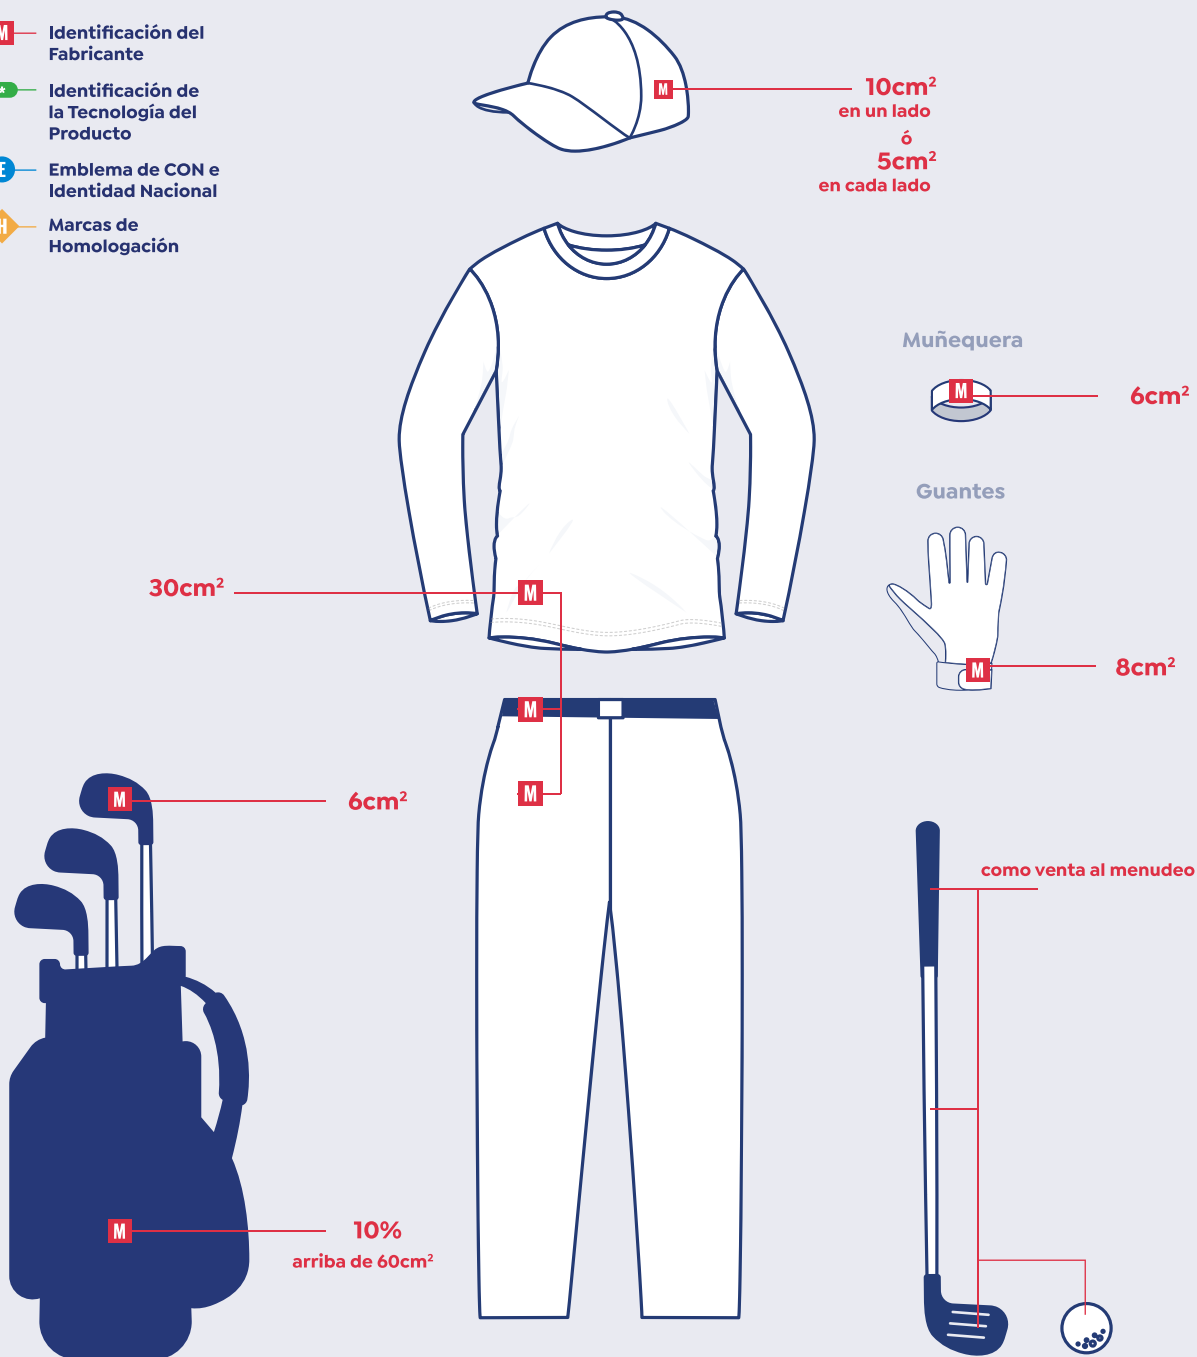 M
Identificación del
Fabricante
*
Identificación de
la Tecnología del
Producto
E
Emblema de CON e
Identidad Nacional
H
Marcas de
Homologación
M
10cm²
en un lado
ó
5cm²
en cada lado
Muñequera
M
6cm²
Guantes
M
8cm²
30cm²
M
M
M
M
6cm²
como venta al menudeo
M
10%
arriba de 60cm²